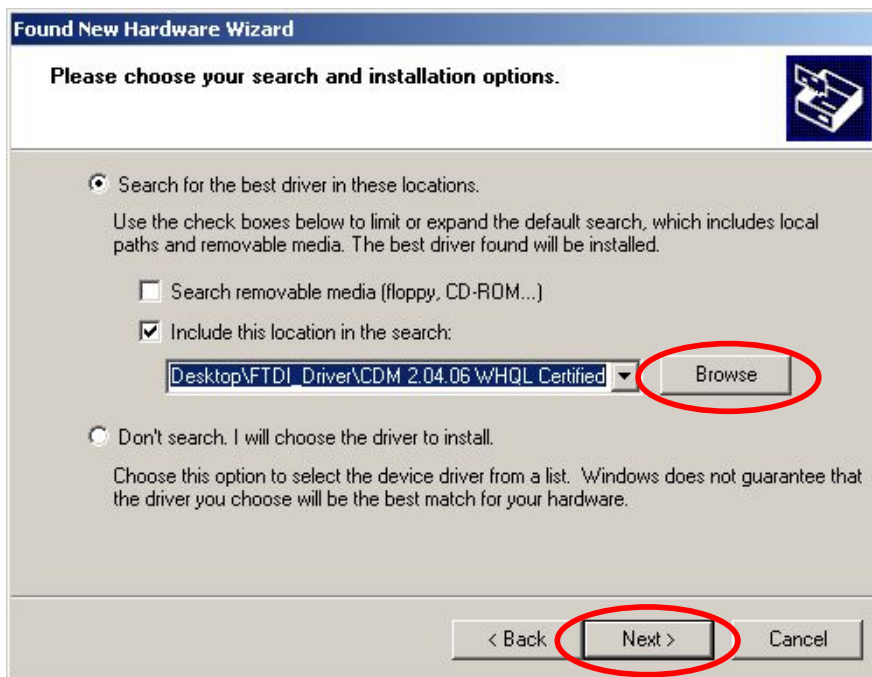 Found New Hardware Wizard
Please choose your search and installation options.
Search for the best driver in these locations.
Use the check boxes below to limit or expand the default search, which includes local
paths and removable media. The best driver found will be installed.
Search removable media (floppy, CD-ROM...)
Include this location in the search:
Desktop\FTDI_Driver\CDM 2.04.06 WHQL Certified
Browse
Don't search. I will choose the driver to install.
Choose this option to select the device driver from a list. Windows does not guarantee that
the driver you choose will be the best match for your hardware.
< Back
Next >
Cancel